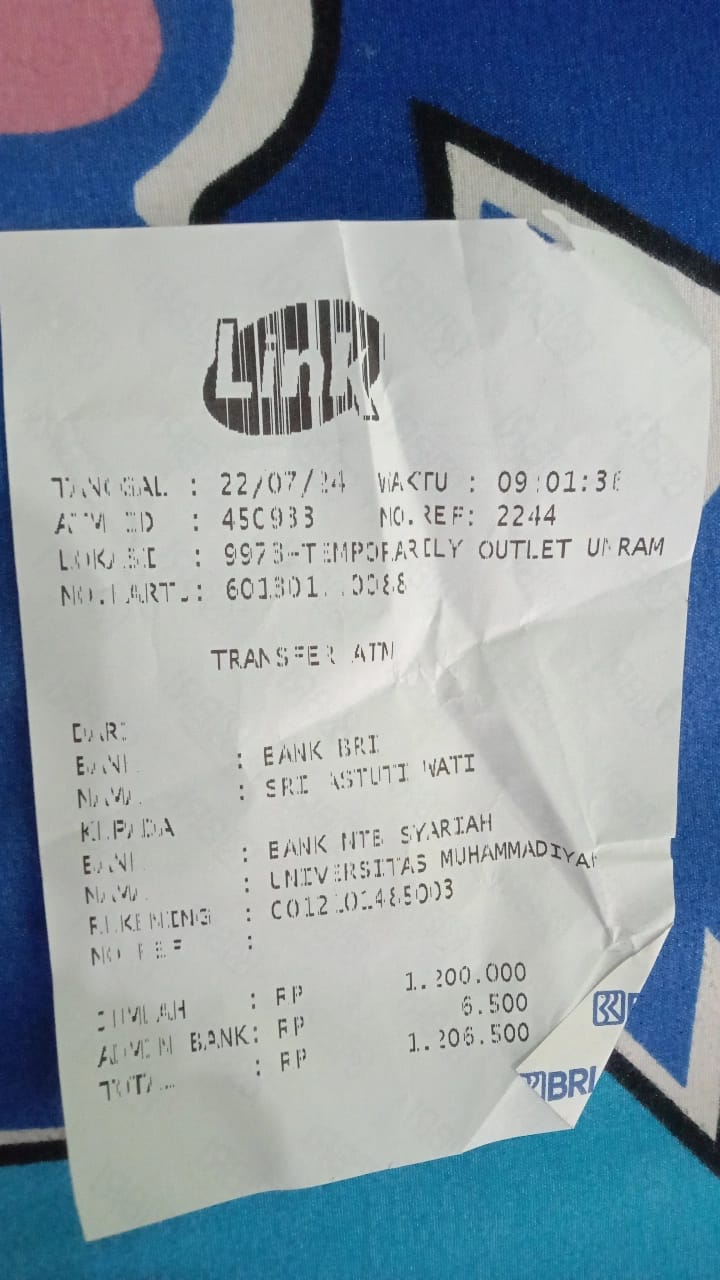 Link
TANGGAL : 22/07/24 WAKTU : 09:01:36
ATM ID : 45C933 NO.REF: 2244
LOKASI : 9973-TEMPORARILY OUTLET UNRAM
NO.KARTU: 601301...0088
TRANSFER ATM
DARI
BANK : BANK BRI
NAMA : SRI ASTUTI WATI
KEPADA
BANK : BANK NTB SYARIAH
NAMA : UNIVERSITAS MUHAMMADIYAH
REKENING :
NO REF :
JUMLAH : RP 1.200.000
ADMIN BANK: RP 6.500
TOTAL : RP 1.206.500
BRI